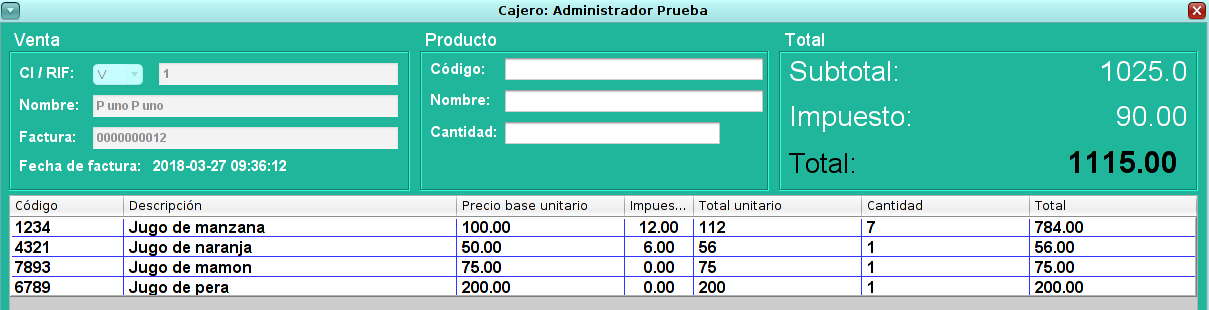 Cajero: Administrador Prueba
Venta
CI / RIF: V 1
Nombre: P uno P uno
Factura: 0000000012
Fecha de factura: 2018-03-27 09:36:12
Producto
Código:
Nombre:
Cantidad:
Total
Subtotal: 1025.0
Impuesto: 90.00
Total: 1115.00
Código Descripción Precio base unitario Impues... Total unitario Cantidad Total
1234 Jugo de manzana 100.00 12.00 112 7 784.00
4321 Jugo de naranja 50.00 6.00 56 1 56.00
7893 Jugo de mamon 75.00 0.00 75 1 75.00
6789 Jugo de pera 200.00 0.00 200 1 200.00